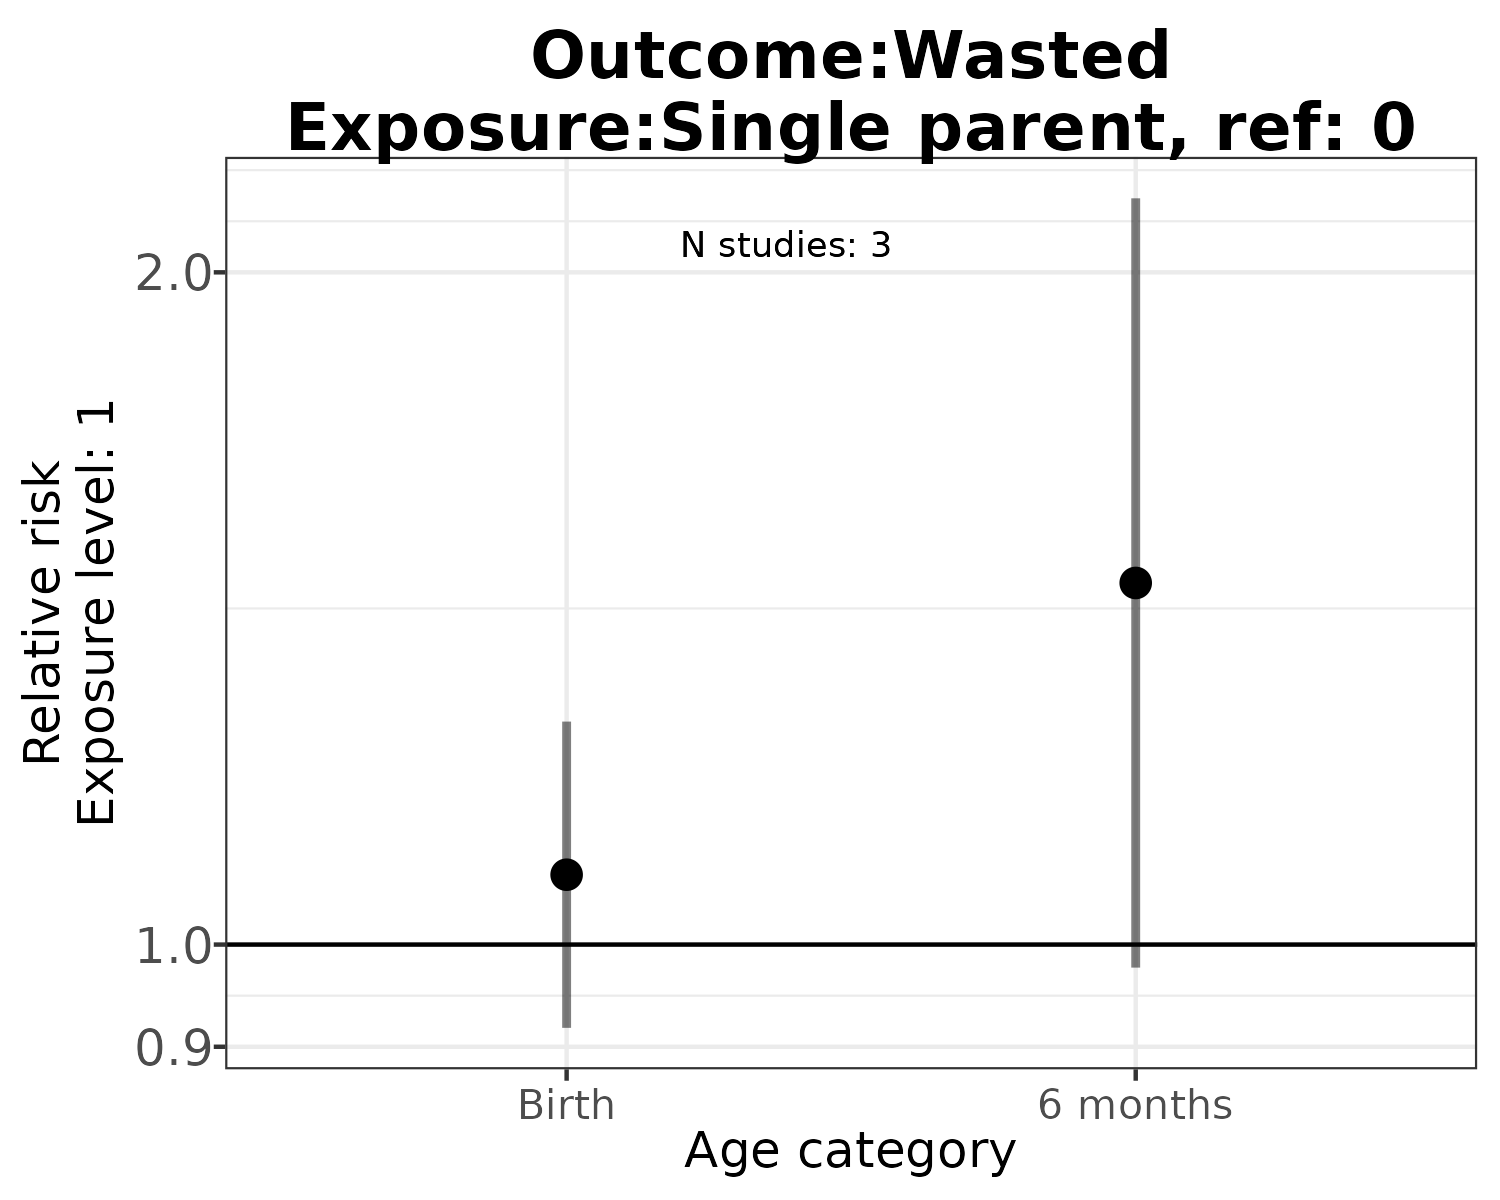 Outcome:Wasted
Exposure:Single parent, ref: 0
N studies: 3
2.0
1.0
0.9
Relative risk
Exposure level: 1
Birth
6 months
Age category